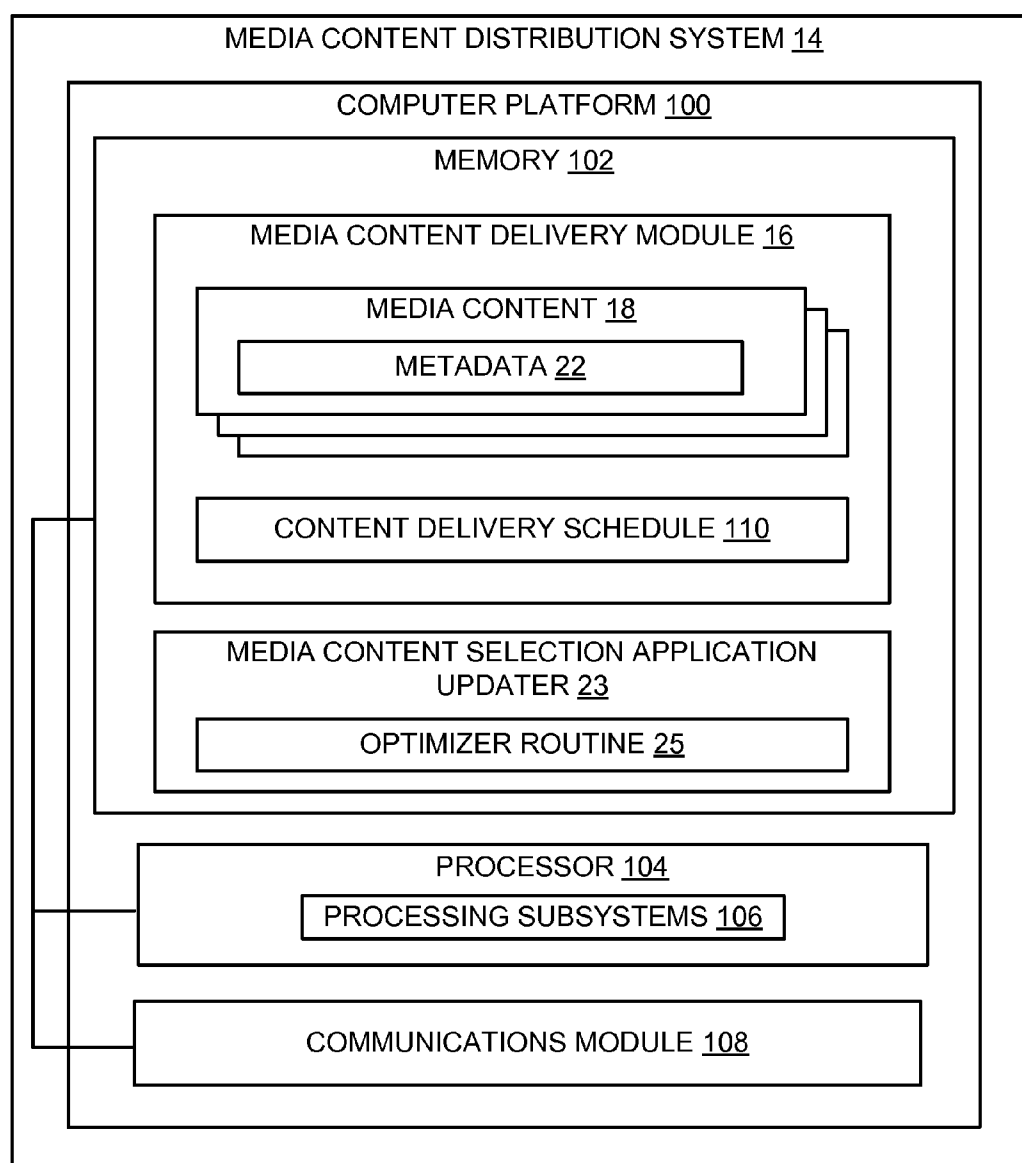 MEDIA CONTENT DISTRIBUTION SYSTEM 14
COMPUTER PLATFORM 100
MEMORY 102
MEDIA CONTENT DELIVERY MODULE 16
MEDIA CONTENT 18
METADATA 22
CONTENT DELIVERY SCHEDULE 110
MEDIA CONTENT SELECTION APPLICATION
UPDATER 23
OPTIMIZER ROUTINE 25
PROCESSOR 104
PROCESSING SUBSYSTEMS 106
COMMUNICATIONS MODULE 108